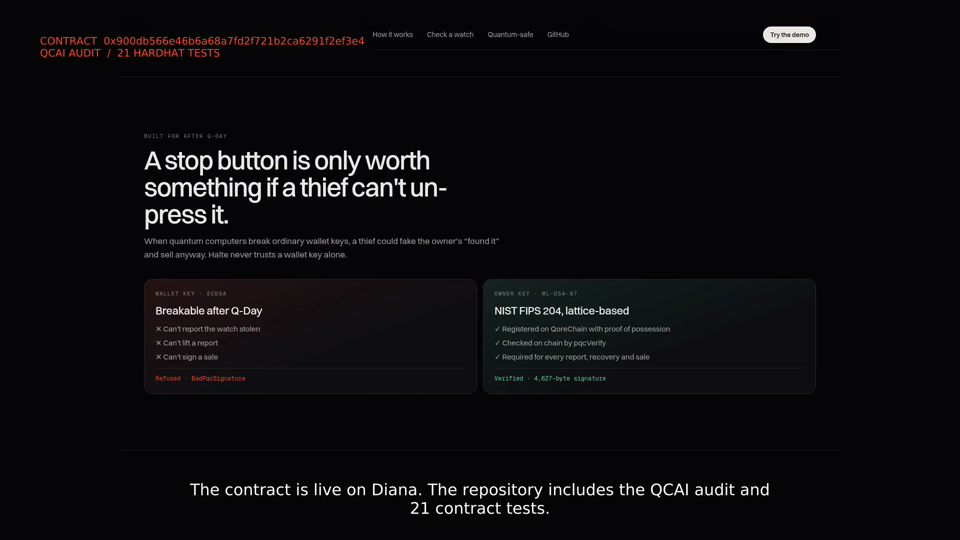 CONTRACT 0x900db566e46b6a68a7fd2f721b2ca6291f2ef3e4
QCAI AUDIT / 21 HARDHAT TESTS
How it works Check a watch Quantum-safe GitHub Try the demo
BUILT FOR AFTER Q-DAY
A stop button is only worth
something if a thief can't un-
press it.
When quantum computers break ordinary wallet keys, a thief could fake the owner's "found it"
and sell anyway. Halte never trusts a wallet key alone.
WALLET KEY · ECDSA
Breakable after Q-Day
✕ Can't report the watch stolen
✕ Can't lift a report
✕ Can't sign a sale
Refused · BadPqcSignature
OWNER KEY · ML-DSA-87
NIST FIPS 204, lattice-based
✓ Registered on QoreChain with proof of possession
✓ Checked on chain by pqcVerify
✓ Required for every report, recovery and sale
Verified · 4,627-byte signature
The contract is live on Diana. The repository includes the QCAI audit and
21 contract tests.